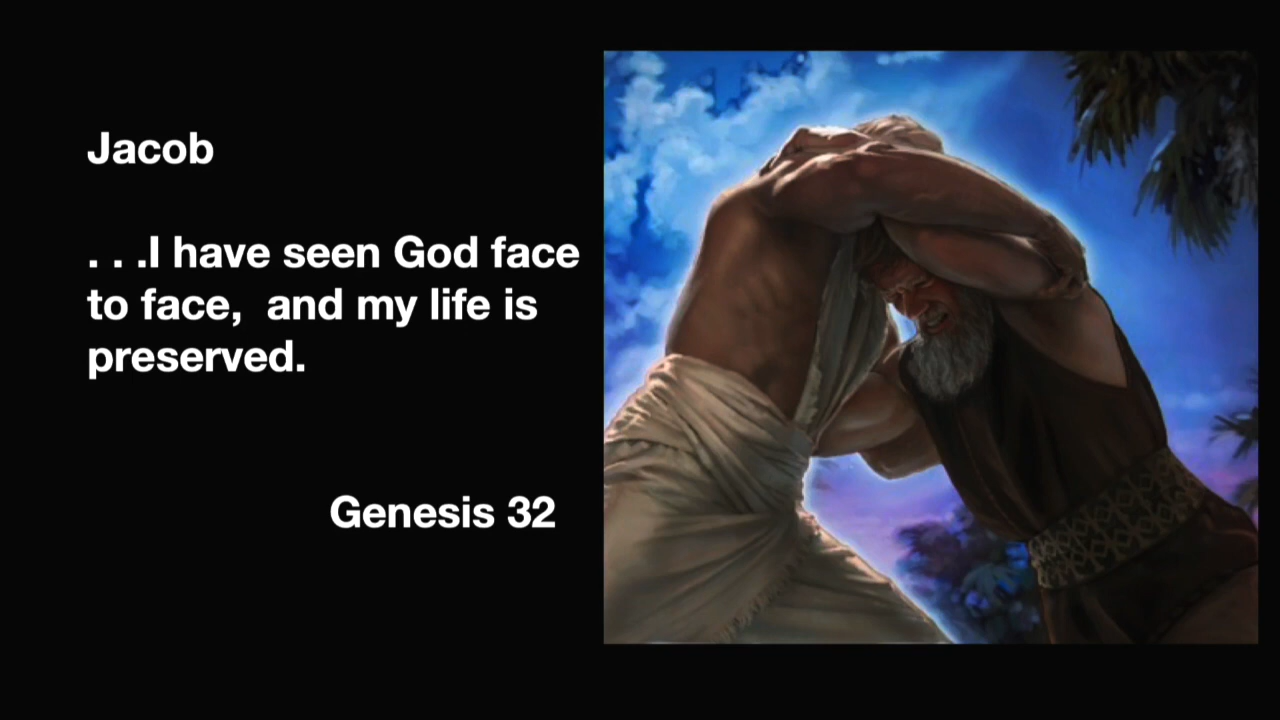 Jacob
. . .I have seen God face
to face,  and my life is
preserved.
Genesis 32